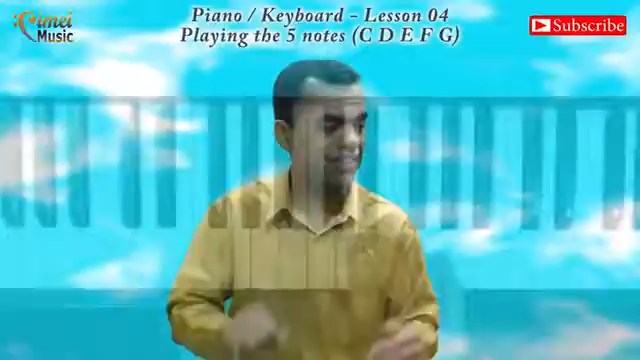 Cimei
Music
Piano / Keyboard - Lesson 04
Playing the 5 notes (C D E F G)
Subscribe